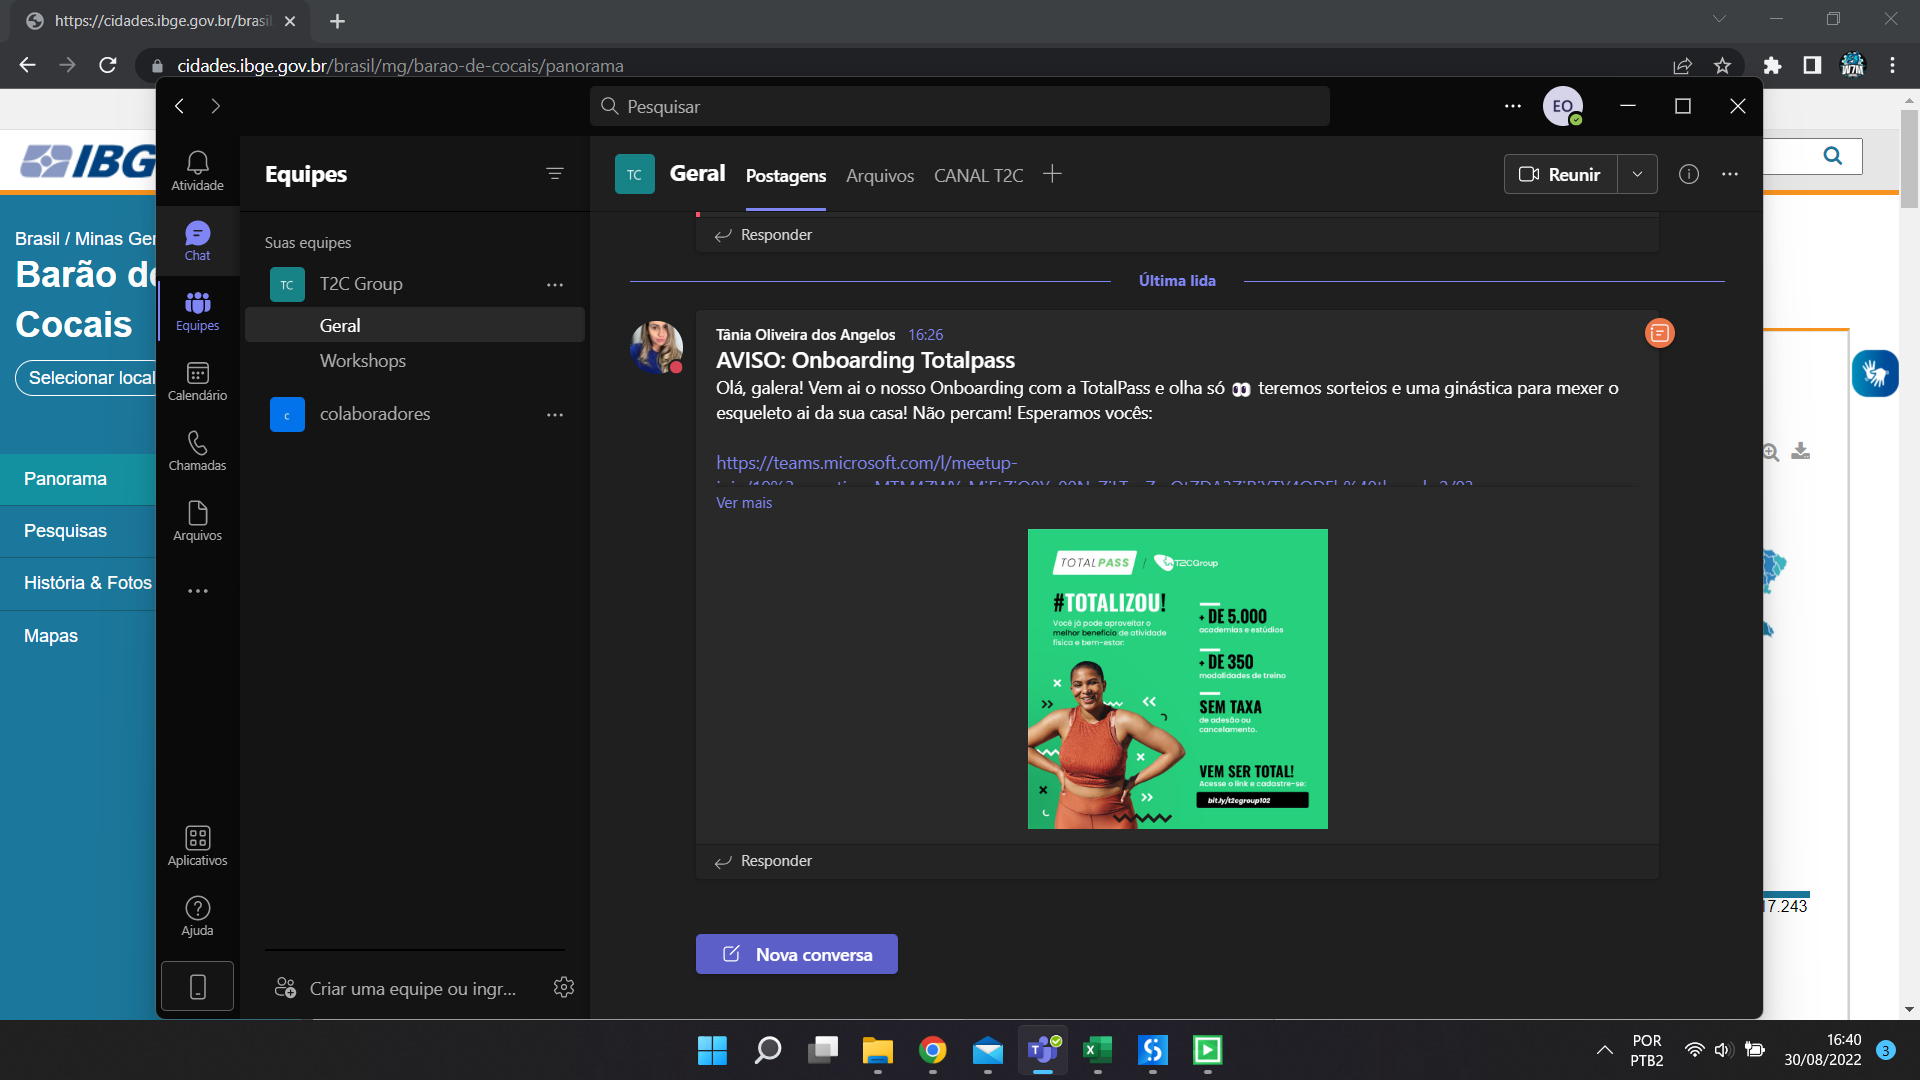 https://cidades.ibge.gov.br/brasil
cidades.ibge.gov.br/brasil/mg/barao-de-cocais/panorama
W7M
Pesquisar
EO
IBGE
Brasil / Minas Ger
Barão de
Cocais
Selecionar local
Panorama
Pesquisas
História & Fotos
Mapas
Atividade
Chat
Equipes
Calendário
Chamadas
Arquivos
Aplicativos
Ajuda
Equipes
Suas equipes
TC T2C Group
Geral
Workshops
c colaboradores
Criar uma equipe ou ingr...
TC Geral Postagens Arquivos CANAL T2C
Reunir
Responder
Última lida
Tânia Oliveira dos Angelos 16:26
AVISO: Onboarding Totalpass
Olá, galera! Vem ai o nosso Onboarding com a TotalPass e olha só 👀 teremos sorteios e uma ginástica para mexer o
esqueleto ai da sua casa! Não percam! Esperamos vocês:
https://teams.microsoft.com/l/meetup-
Ver mais
TOTALPASS / T2CGroup
#TOTALIZOU!
Você já pode aproveitar o
melhor benefício de atividade
física e bem-estar:
+ DE 5.000
academias e estúdios
+ DE 350
modalidades de treino
SEM TAXA
de adesão ou
cancelamento.
VEM SER TOTAL!
Acesse o link e cadastre-se:
bit.ly/t2cgroup102
Responder
Nova conversa
17.243
POR
PTB2
16:40
30/08/2022
3